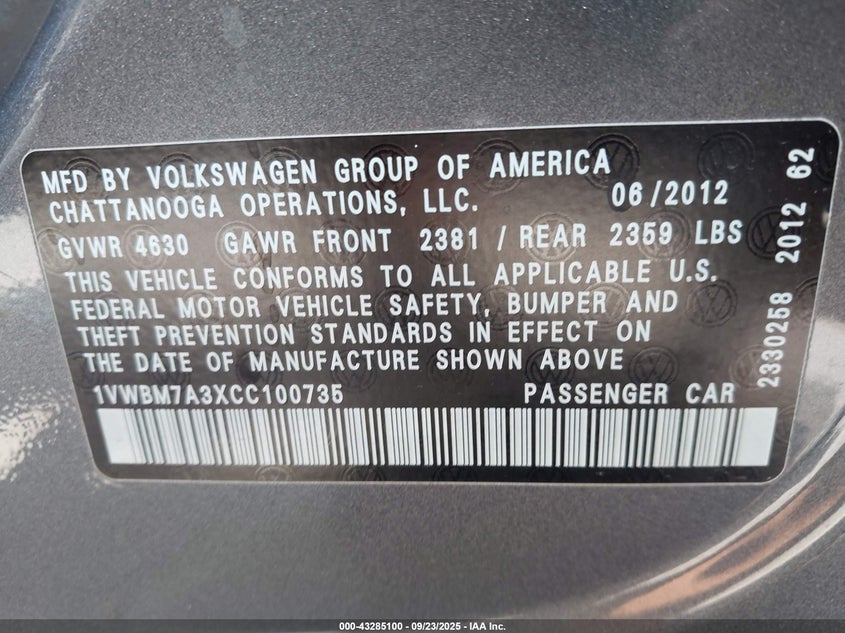 MFD BY VOLKSWAGEN GROUP OF AMERICA
CHATTANOOGA OPERATIONS, LLC. 06/2012
GVWR 4630 GAWR FRONT 2381 / REAR 2359 LBS
THIS VEHICLE CONFORMS TO ALL APPLICABLE U.S.
FEDERAL MOTOR VEHICLE SAFETY, BUMPER AND
THEFT PREVENTION STANDARDS IN EFFECT ON
THE DATE OF MANUFACTURE SHOWN ABOVE
1VWBM7A3XCC100735 PASSENGER CAR
2330258 2012 62
000-43285100 - 09/23/2025 - IAA Inc.